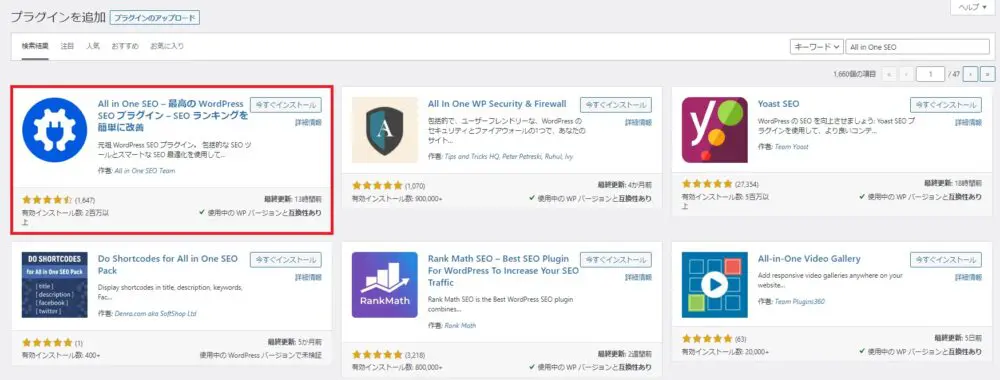 ヘルプ ▼
プラグインを追加 プラグインのアップロード
検索結果 注目 人気 おすすめ お気に入り キーワード All in One SEO
1,660個の項目 « ‹ 1 / 47 › »
All in One SEO – 最高の WordPress
SEO プラグイン – SEO ランキングを
簡単に改善
今すぐインストール
詳細情報
元祖 WordPress SEO プラグイン。 包括的な SEO ツ
ールとスマートな SEO 最適化を使用して...
作者: All in One SEO Team
(1,647)
最終更新: 13時間前
有効インストール数: 2百万以
上
✔ 使用中の WP バージョンと互換性あり
All In One WP Security & Firewall
今すぐインストール
詳細情報
包括的で、ユーザーフレンドリーな、WordPress の
セキュリティとファイアウォールの1つで、あなたの
サイト...
作者: Tips and Tricks HQ, Peter Petreski, Ruhul, Ivy
(1,070)
最終更新: 4か月前
有効インストール数: 900,000+
✔ 使用中の WP バージョンと互換性あり
y
Yoast SEO
今すぐインストール
詳細情報
WordPress の SEO を向上させましょう: Yoast SEO プ
ラグインを使用して、より良いコンテ...
作者: Team Yoast
(27,354)
最終更新: 18時間前
有効インストール数: 5百万以
上
✔ 使用中の WP バージョンと互換性あり
DO SHORTCODES
for All in One SEO Pack
[ title ]
[ description ]
[ facebook ]
[ twitter ]
Do Shortcodes for All in One SEO
Pack
今すぐインストール
詳細情報
Display shortcodes in title, description, keywords,
Fac...
作者: Denra.com aka SoftShop Ltd
(1)
最終更新: 5か月前
有効インストール数: 400+
使用中の WordPress バージョンで未検証
RankMath
Rank Math SEO – Best SEO Plugin
For WordPress To Increase Your SEO
Traffic
今すぐインストール
詳細情報
Rank Math SEO is the Best WordPress SEO plugin
combines...
作者: Rank Math
(3,218)
最終更新: 2週間前
有効インストール数: 800,000+
✔ 使用中の WP バージョンと互換性あり
All-in-One Video Gallery
今すぐインストール
詳細情報
Add responsive video galleries anywhere on your
website...
作者: Team Plugins360
(63)
最終更新: 5日前
有効インストール数: 20,000+
✔ 使用中の WP バージョンと互換性あり